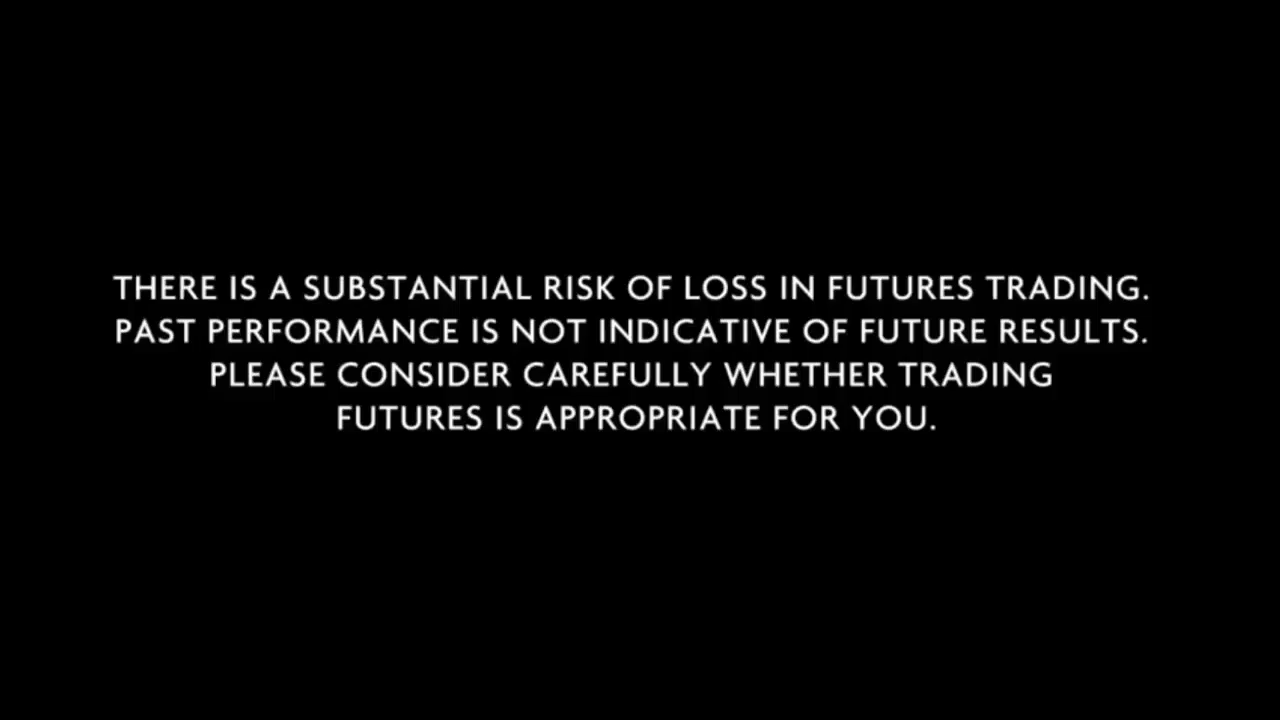 THERE IS A SUBSTANTIAL RISK OF LOSS IN FUTURES TRADING.
PAST PERFORMANCE IS NOT INDICATIVE OF FUTURE RESULTS.
PLEASE CONSIDER CAREFULLY WHETHER TRADING
FUTURES IS APPROPRIATE FOR YOU.